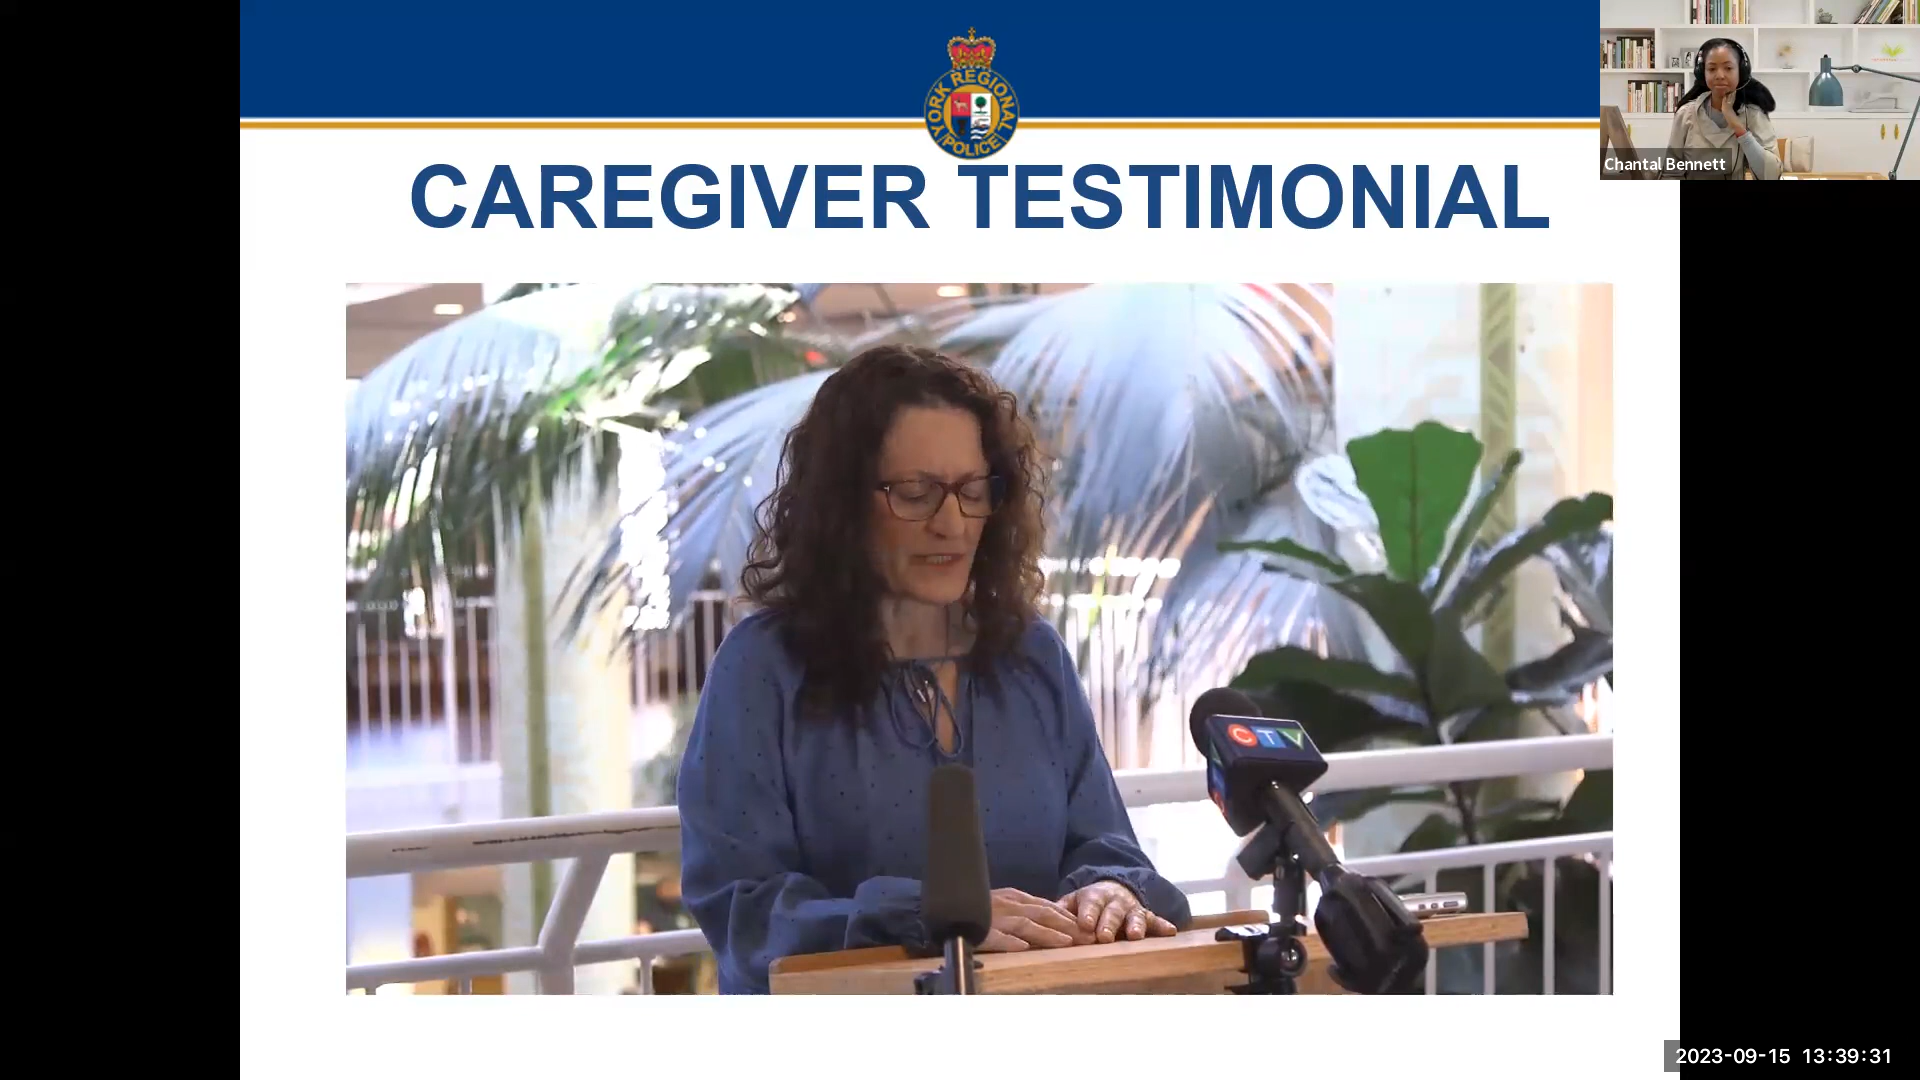 YORK REGIONAL
POLICE
CAREGIVER TESTIMONIAL
Chantal Bennett
CTV
2023-09-15 13:39:31